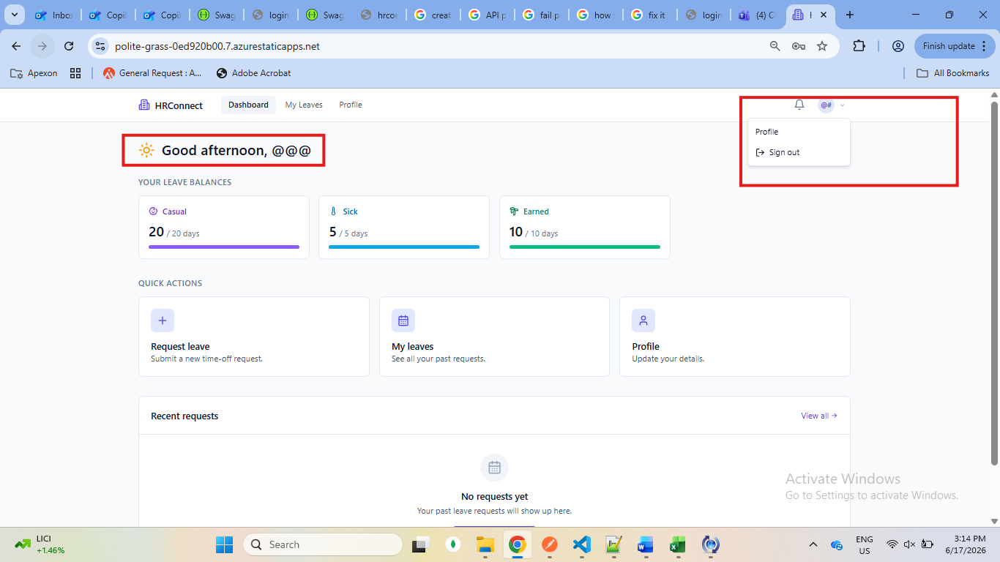 Inbox
Copil
Copil
Swag
login
Swag
hrcor
creat
API p
fail p
how
fix it
login
(4) C
polite-grass-0ed920b00.7.azurestaticapps.net
Finish update
Apexon
General Request : A...
Adobe Acrobat
All Bookmarks
HRConnect
Dashboard
My Leaves
Profile
@#
Profile
Sign out
Good afternoon, @@@
YOUR LEAVE BALANCES
Casual
20 / 20 days
Sick
5 / 5 days
Earned
10 / 10 days
QUICK ACTIONS
Request leave
Submit a new time-off request.
My leaves
See all your past requests.
Profile
Update your details.
Recent requests
View all →
No requests yet
Your past leave requests will show up here.
Activate Windows
Go to Settings to activate Windows.
LICI
+1.46%
Search
ENG
US
3:14 PM
6/17/2026